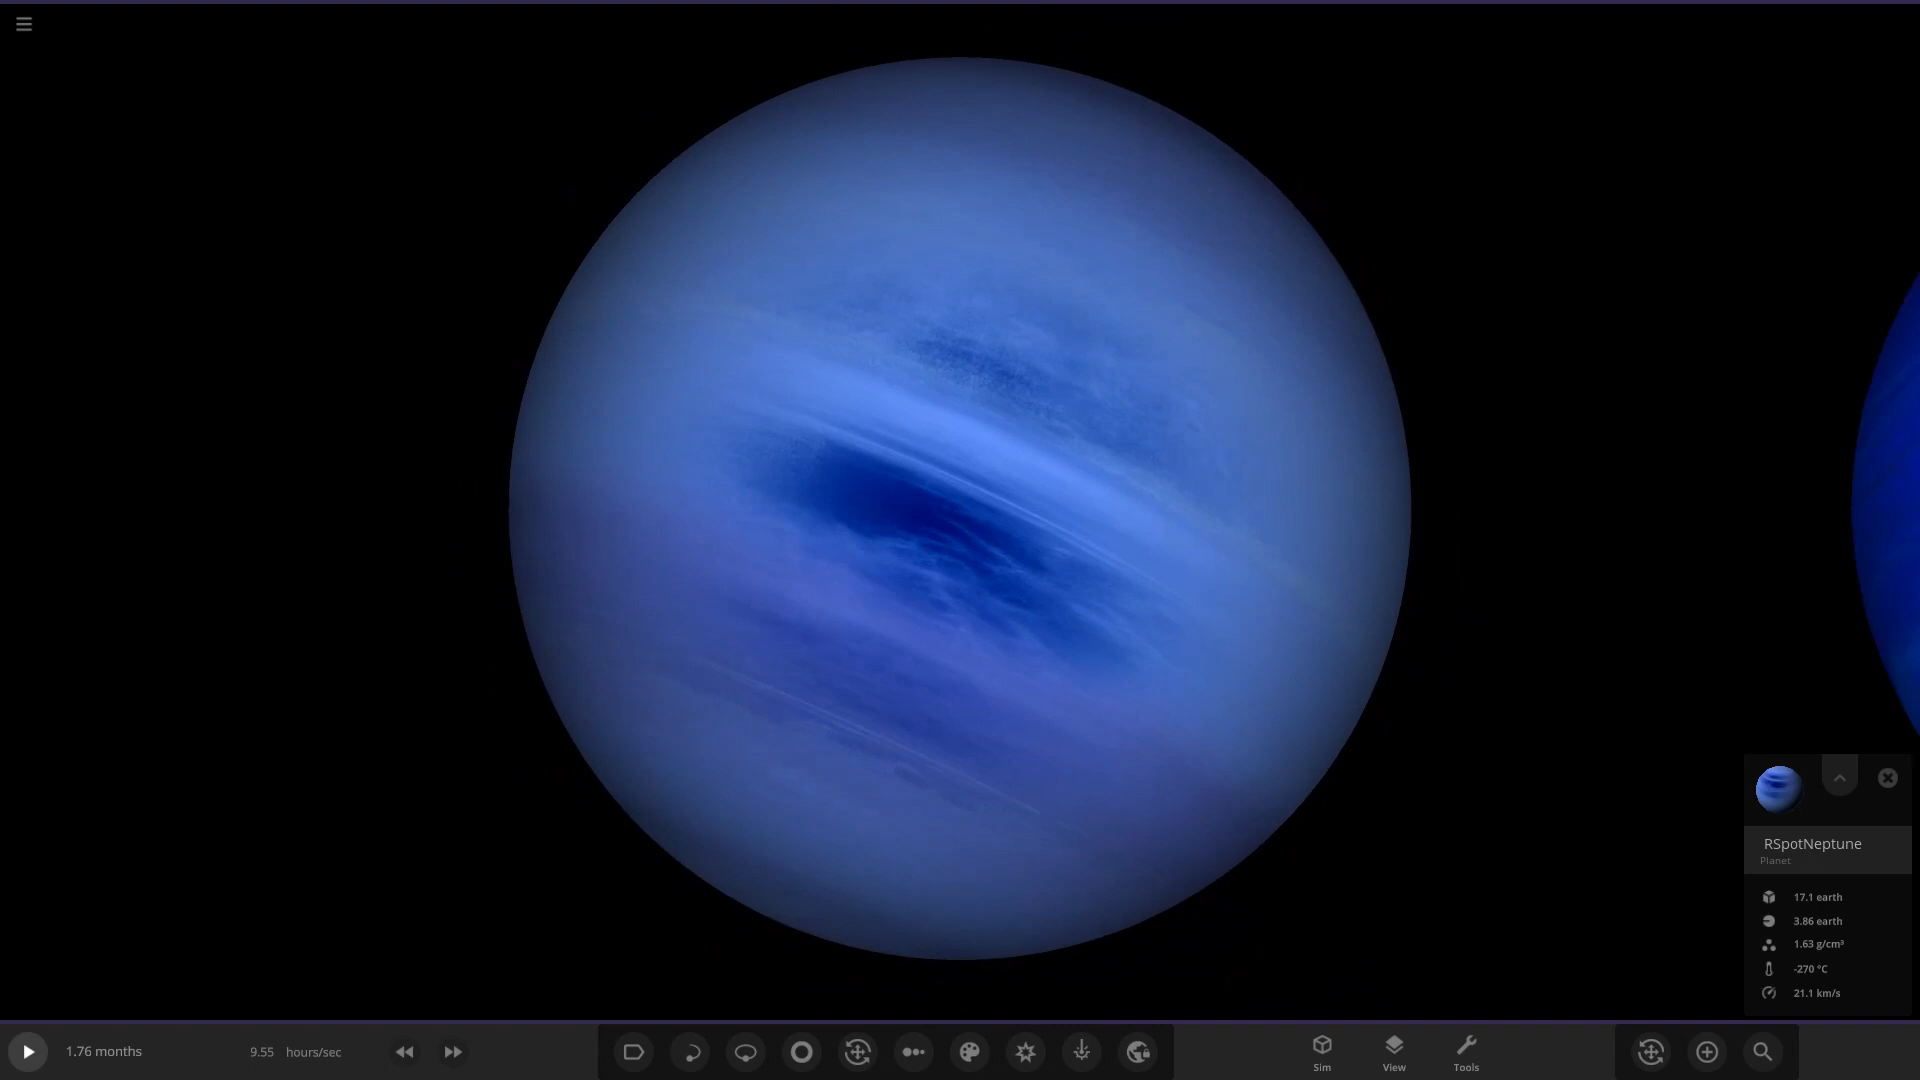 RSpotNeptune
Planet
17.1 earth
3.86 earth
1.63 g/cm³
-270 °C
21.1 km/s
1.76 months
9.55 hours/sec
Sim
View
Tools